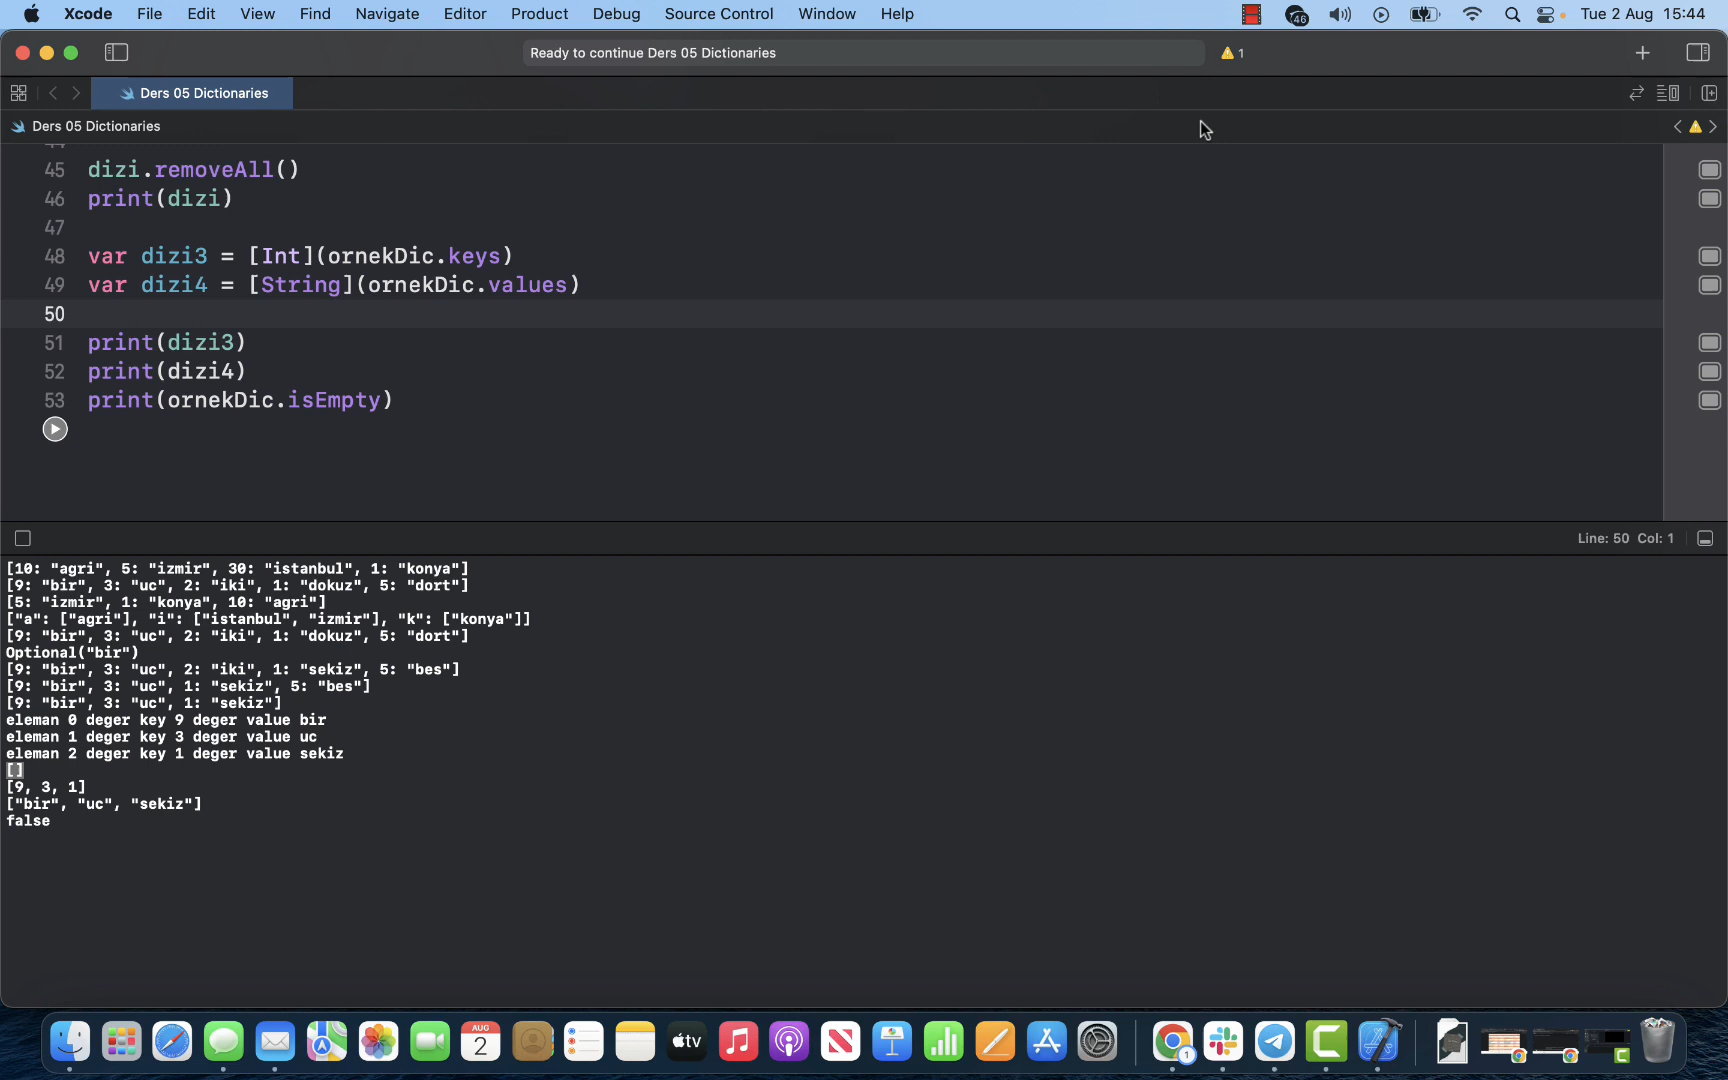 Xcode File Edit View Find Navigate Editor Product Debug Source Control Window Help 46 Tue 2 Aug 15:44
Ready to continue Ders 05 Dictionaries 1
Ders 05 Dictionaries
Ders 05 Dictionaries
44
45 dizi.removeAll()
46 print(dizi)
47
48 var dizi3 = [Int](ornekDic.keys)
49 var dizi4 = [String](ornekDic.values)
50
51 print(dizi3)
52 print(dizi4)
53 print(ornekDic.isEmpty)
Line: 50 Col: 1
[10: "agri", 5: "izmir", 30: "istanbul", 1: "konya"]
[9: "bir", 3: "uc", 2: "iki", 1: "dokuz", 5: "dort"]
[5: "izmir", 1: "konya", 10: "agri"]
["a": ["agri"], "i": ["istanbul", "izmir"], "k": ["konya"]]
[9: "bir", 3: "uc", 2: "iki", 1: "dokuz", 5: "dort"]
Optional("bir")
[9: "bir", 3: "uc", 2: "iki", 1: "sekiz", 5: "bes"]
[9: "bir", 3: "uc", 1: "sekiz", 5: "bes"]
[9: "bir", 3: "uc", 1: "sekiz"]
eleman 0 deger key 9 deger value bir
eleman 1 deger key 3 deger value uc
eleman 2 deger key 1 deger value sekiz
[]
[9, 3, 1]
["bir", "uc", "sekiz"]
false
AUG
2
tv
1